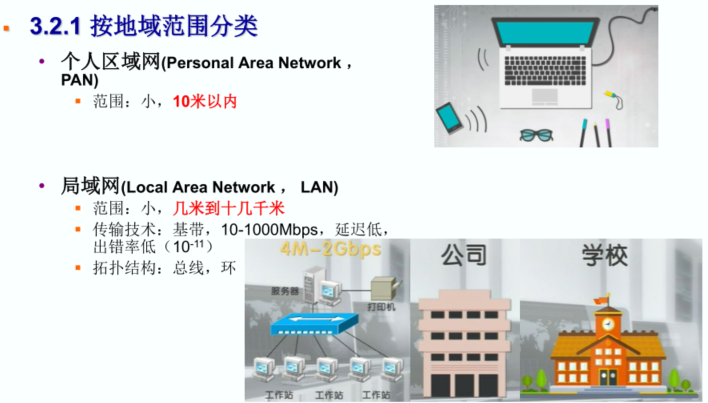 3.2.1 按地域范围分类
个人区域网(Personal Area Network，
PAN)
范围：小，10米以内
局域网(Local Area Network， LAN)
范围：小，几米到十几千米
传输技术：基带，10-1000Mbps，延迟低，
出错率低（10-11）
拓扑结构：总线，环
4M-2Gbps
服务器
打印机
工作站 工作站 工作站
公司
学校